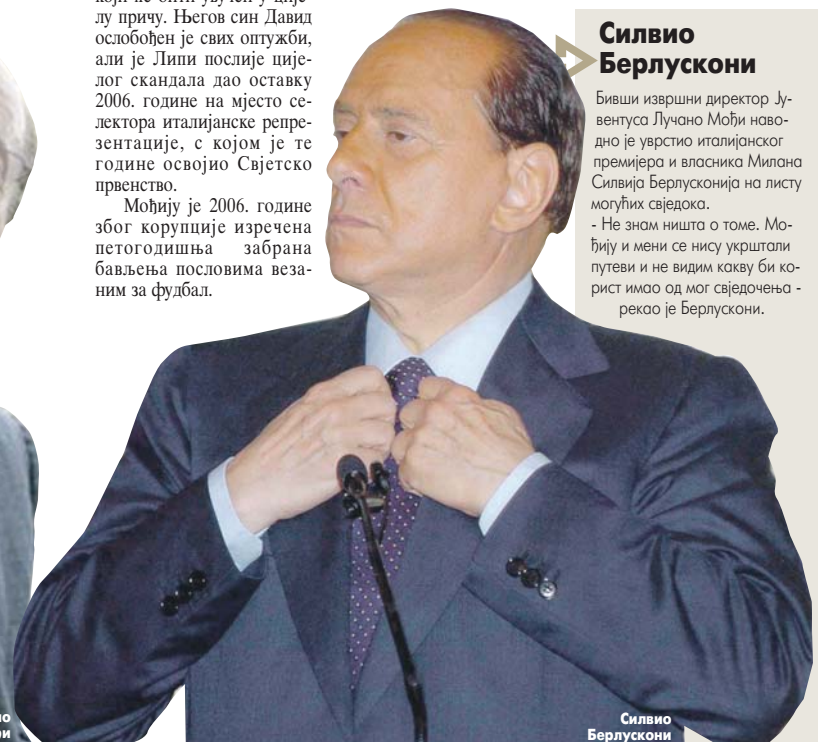 лу причу. Његов син Давид
ослобођен је свих оптужби,
али је Липи послијеције-
лог скандала дао оставку
2006. године на мјесто се-
лектора италијанске репре-
зентације, с којом је те
године освојио Свјетско
првенство.
Мођију је 2006. године
због корупције изречена
петогодишња забрана
бављења пословима веза-
ним за фудбал.
Силвио
Берлускони
Бивши извршни директор Ју-
вентуса Лучано Мођи наво-
дно је уврстио италијанског
премијера и власника Милана
Силвија Берлусконија на листу
могућих свједока.
- Не знам ништа о томе. Мо-
ђију и мени се нису укрштали
путеви и не видим какву би ко-
рист имао од мог свједочења -
рекао је Берлускони.
Силвио
Берлускони